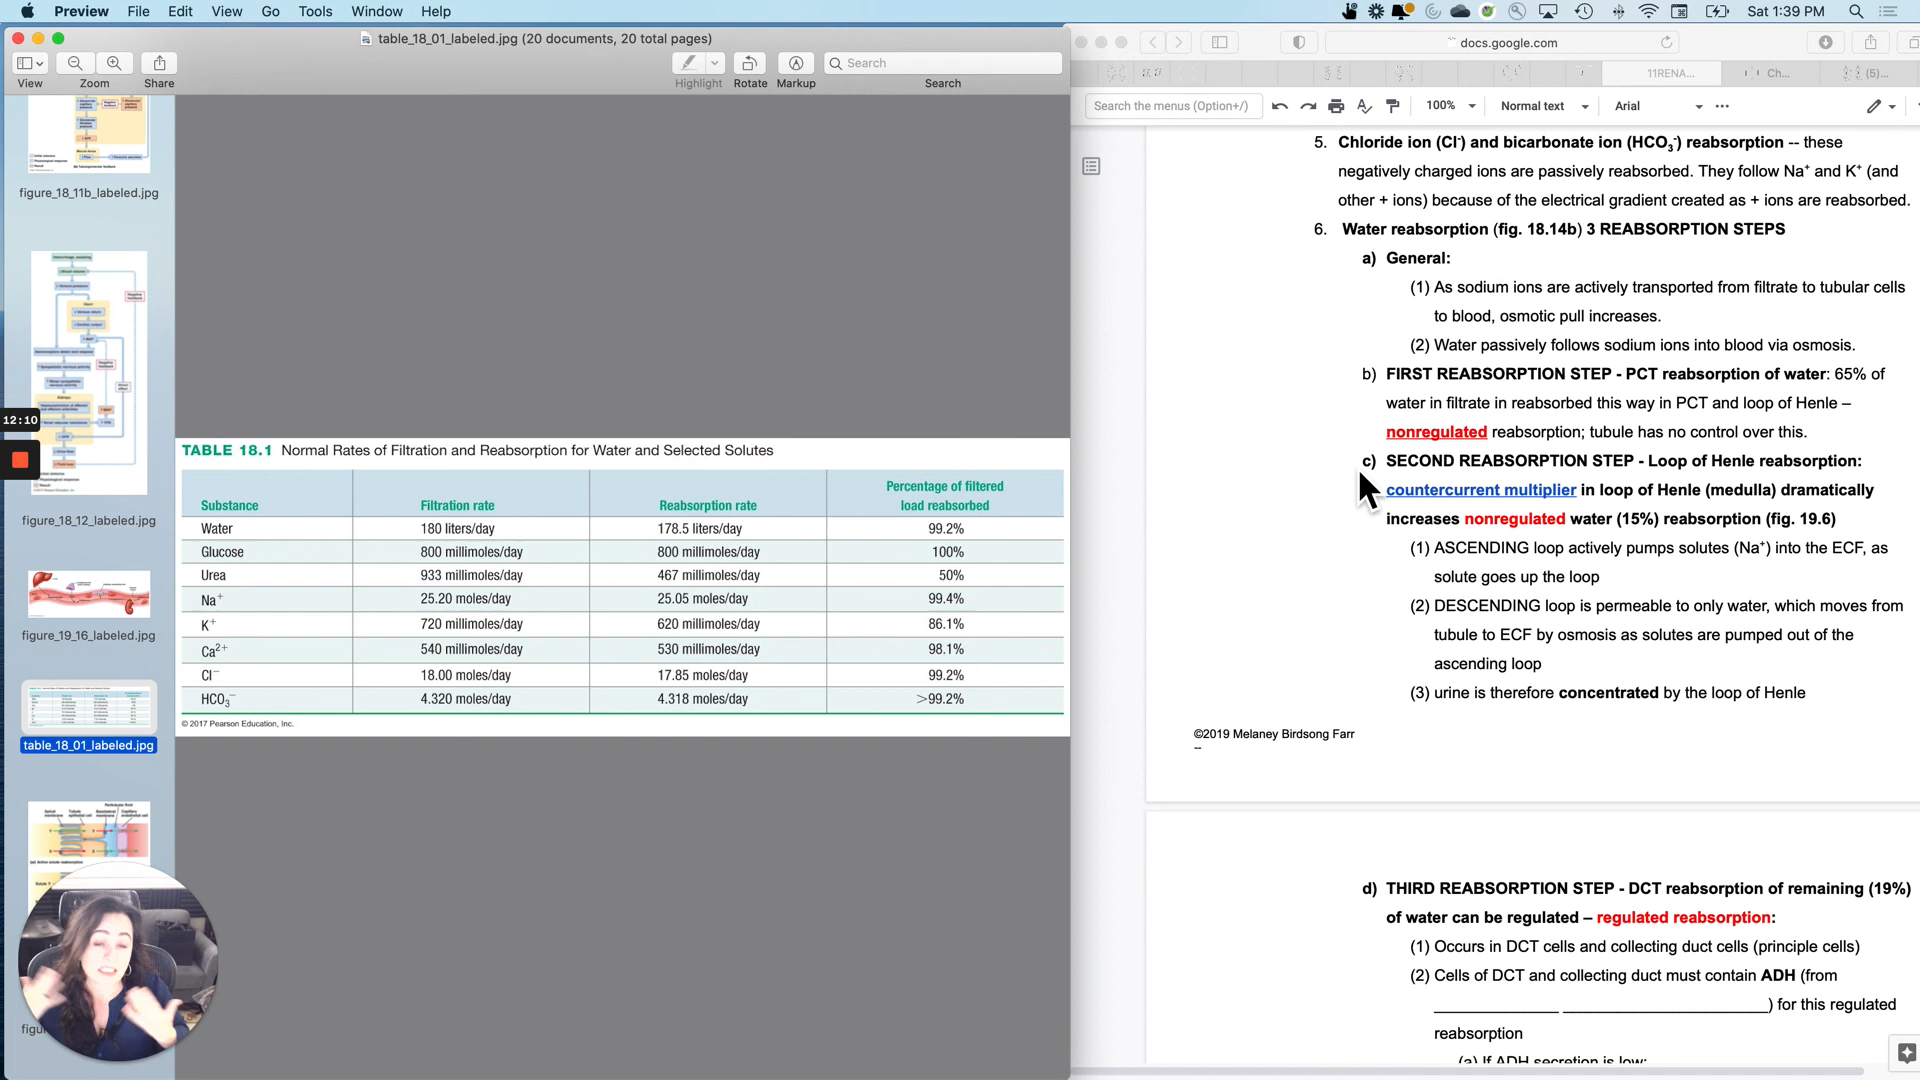 Preview File Edit View Go Tools Window Help
Sat 1:39 PM
table_18_01_labeled.jpg (20 documents, 20 total pages)
View Zoom Share
Highlight Rotate Markup
Search
Search
figure_18_11b_labeled.jpg
figure_18_12_labeled.jpg
12:10
figure_19_16_labeled.jpg
table_18_01_labeled.jpg
figu
TABLE 18.1 Normal Rates of Filtration and Reabsorption for Water and Selected Solutes
Substance Filtration rate Reabsorption rate Percentage of filtered load reabsorbed
Water 180 liters/day 178.5 liters/day 99.2%
Glucose 800 millimoles/day 800 millimoles/day 100%
Urea 933 millimoles/day 467 millimoles/day 50%
Na⁺ 25.20 moles/day 25.05 moles/day 99.4%
K⁺ 720 millimoles/day 620 millimoles/day 86.1%
Ca²⁺ 540 millimoles/day 530 millimoles/day 98.1%
Cl⁻ 18.00 moles/day 17.85 moles/day 99.2%
HCO₃⁻ 4.320 moles/day 4.318 moles/day >99.2%
© 2017 Pearson Education, Inc.
docs.google.com
11RENA...
Ch...
(5)...
Search the menus (Option+/)
100% Normal text Arial
5. Chloride ion (Cl⁻) and bicarbonate ion (HCO₃⁻) reabsorption -- these
negatively charged ions are passively reabsorbed. They follow Na⁺ and K⁺ (and
other + ions) because of the electrical gradient created as + ions are reabsorbed.
6. Water reabsorption (fig. 18.14b) 3 REABSORPTION STEPS
a) General:
(1) As sodium ions are actively transported from filtrate to tubular cells
to blood, osmotic pull increases.
(2) Water passively follows sodium ions into blood via osmosis.
b) FIRST REABSORPTION STEP - PCT reabsorption of water: 65% of
water in filtrate in reabsorbed this way in PCT and loop of Henle –
nonregulated reabsorption; tubule has no control over this.
c) SECOND REABSORPTION STEP - Loop of Henle reabsorption:
countercurrent multiplier in loop of Henle (medulla) dramatically
increases nonregulated water (15%) reabsorption (fig. 19.6)
(1) ASCENDING loop actively pumps solutes (Na⁺) into the ECF, as
solute goes up the loop
(2) DESCENDING loop is permeable to only water, which moves from
tubule to ECF by osmosis as solutes are pumped out of the
ascending loop
(3) urine is therefore concentrated by the loop of Henle
©2019 Melaney Birdsong Farr
--
d) THIRD REABSORPTION STEP - DCT reabsorption of remaining (19%)
of water can be regulated – regulated reabsorption:
(1) Occurs in DCT cells and collecting duct cells (principle cells)
(2) Cells of DCT and collecting duct must contain ADH (from
_______________ _________________________) for this regulated
reabsorption
(a) If ADH secretion is low: